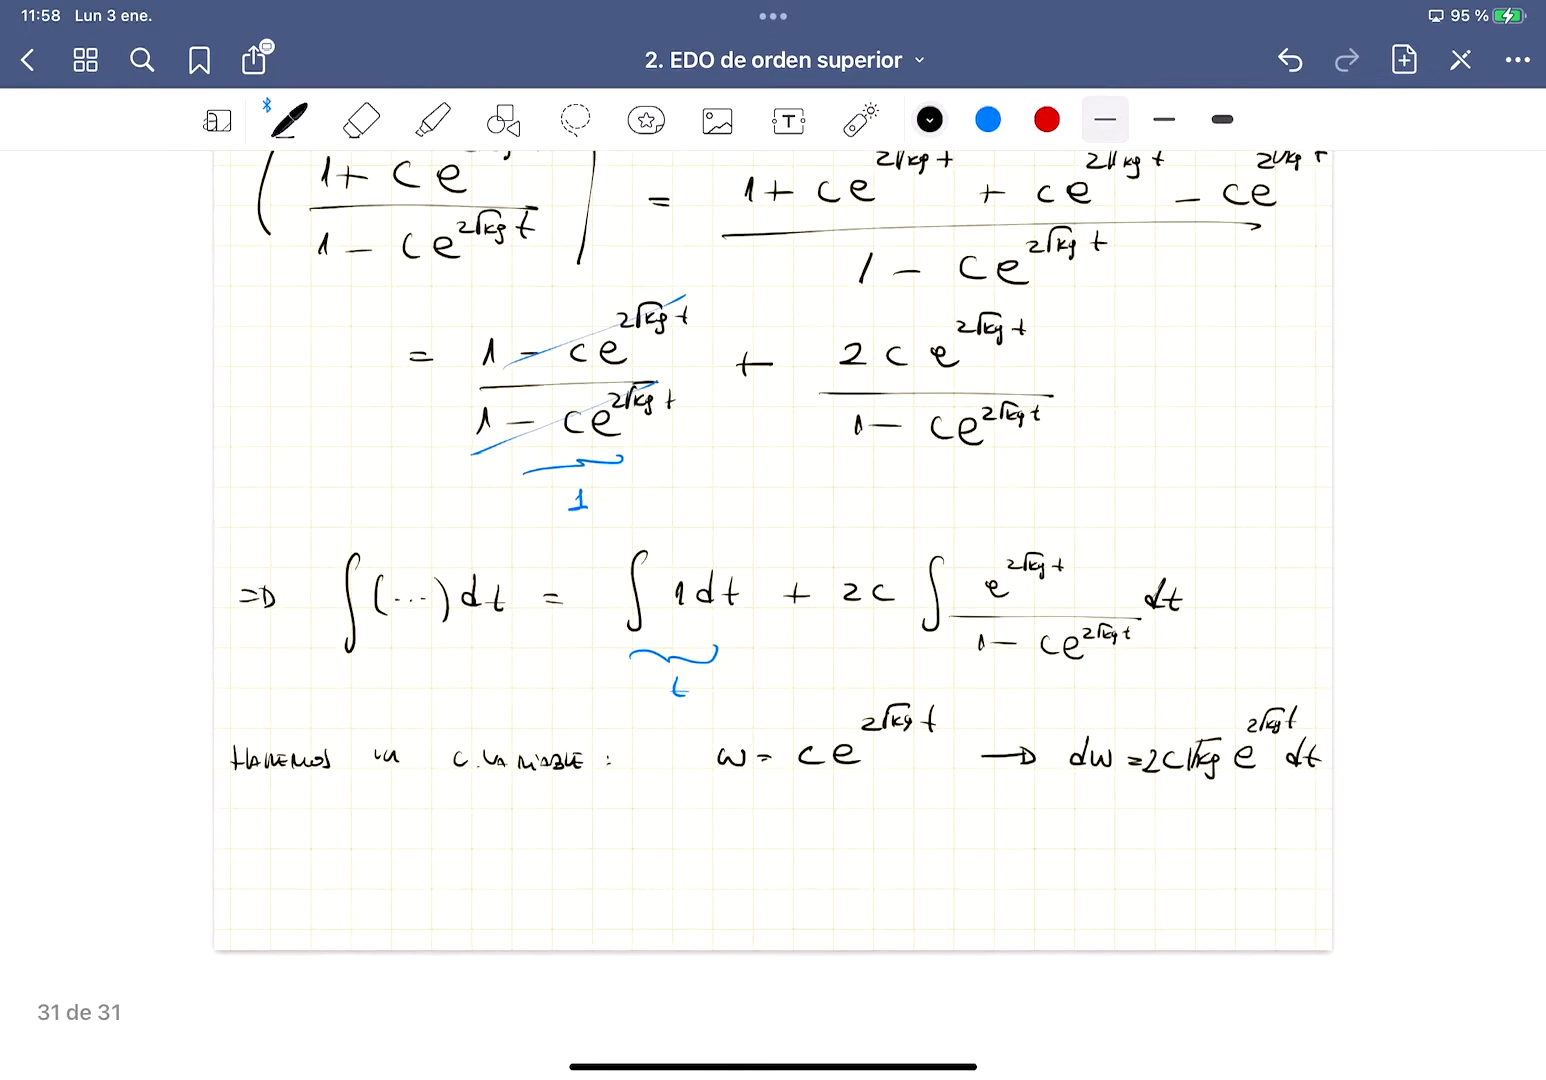 11:58 Lun 3 ene. 95 %
2. EDO de orden superior
T
( (1 + ce) / (1 - ce^{2√kg t}) ) = (1 + ce^{2√kg t} + ce^{2√kg t} - ce^{2√kg t}) / (1 - ce^{2√kg t})
= (1 - ce^{2√kg t}) / (1 - ce^{2√kg t}) + (2ce^{2√kg t}) / (1 - ce^{2√kg t})
1
=D ∫(...)dt = ∫ 1dt + 2c ∫ e^{2√kg t} / (1 - ce^{2√kg t}) dt
t
HAREMOS un C.VARIABLE : w = ce^{2√kg t} → dw = 2c√kg e^{2√kg t} dt
31 de 31